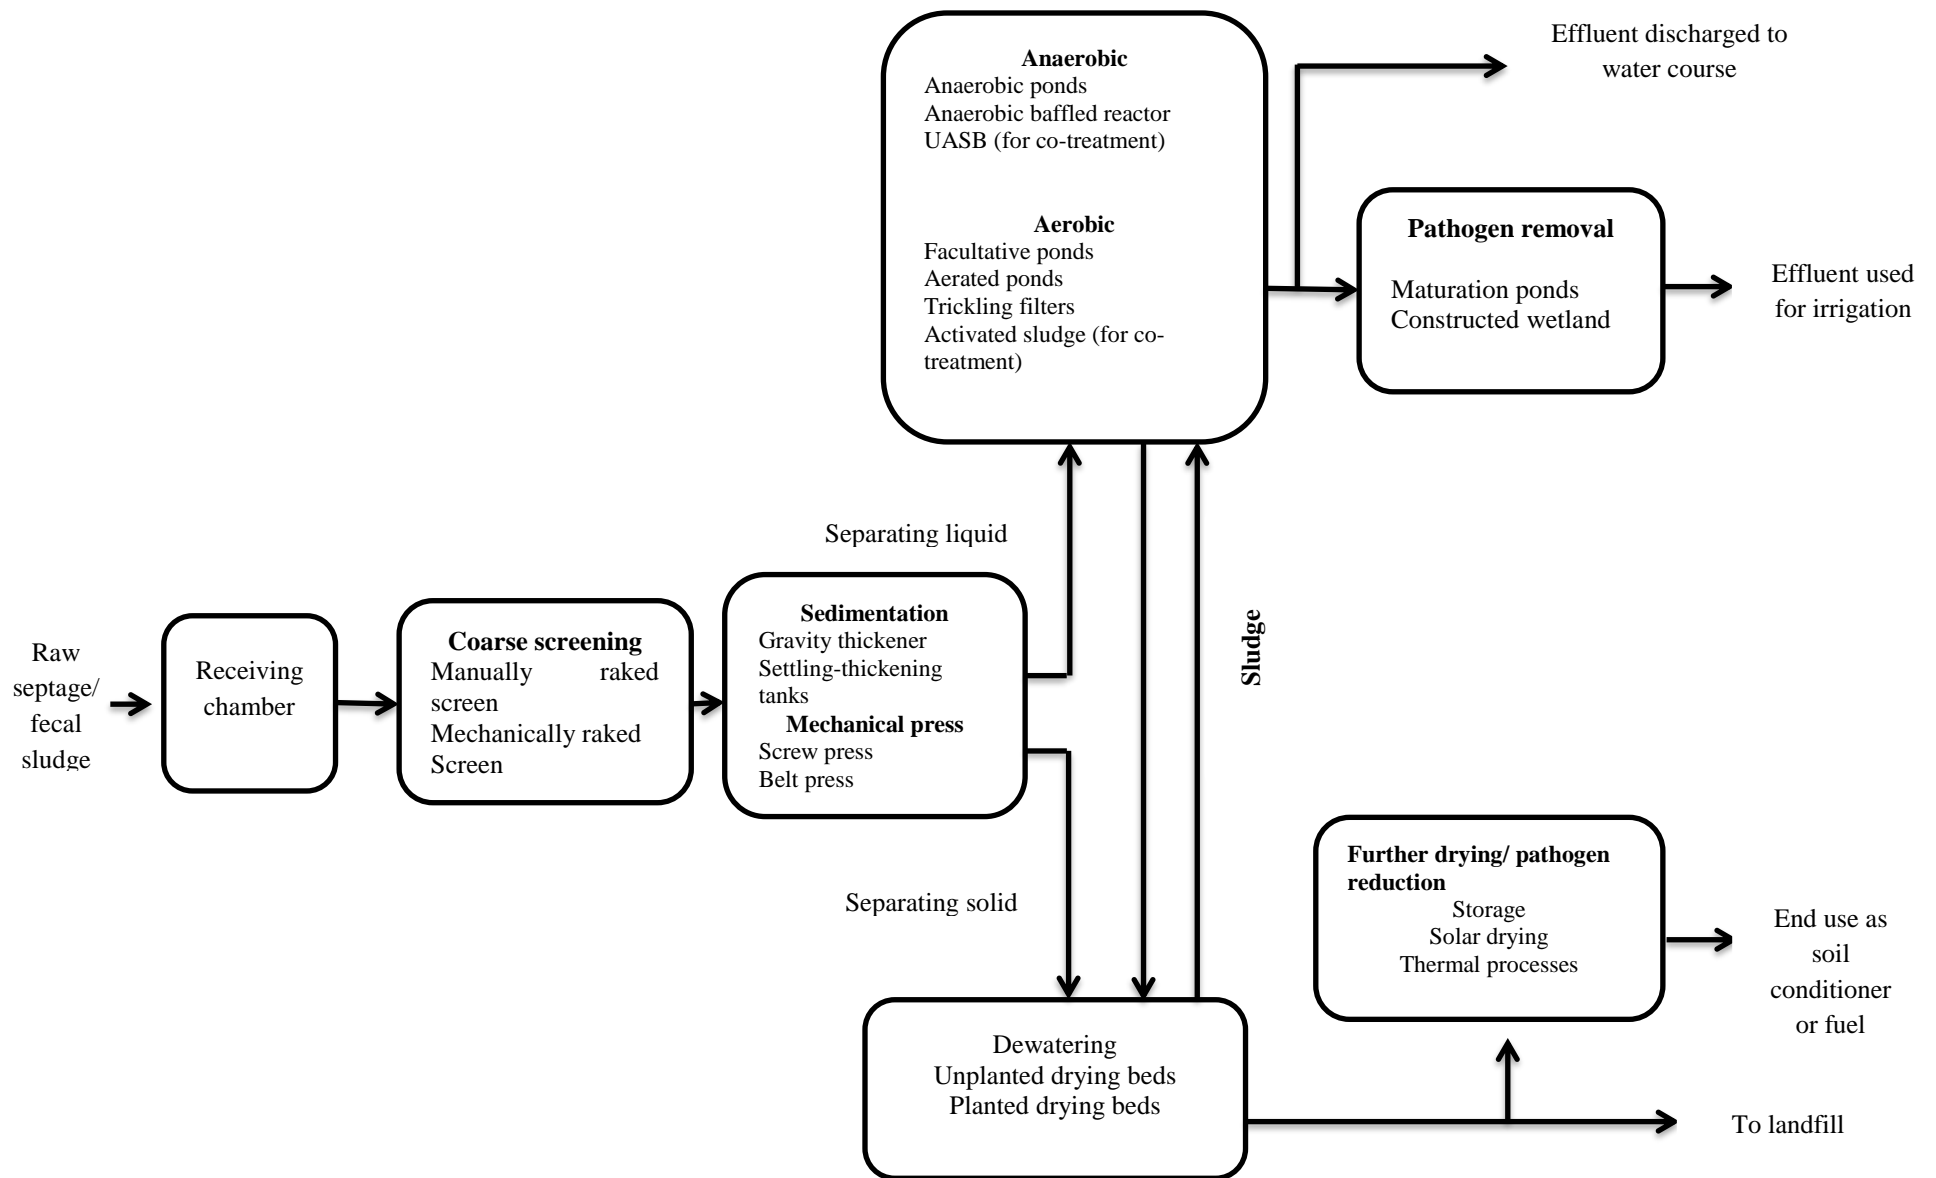 Raw
septage/
fecal
sludge
Receiving
chamber
Coarse screening
Manually raked
screen
Mechanically raked
Screen
Sedimentation
Gravity thickener
Settling-thickening
tanks
Mechanical press
Screw press
Belt press
Separating liquid
Separating solid
Anaerobic
Anaerobic ponds
Anaerobic baffled reactor
UASB (for co-treatment)
Aerobic
Facultative ponds
Aerated ponds
Trickling filters
Activated sludge (for co-
treatment)
Effluent discharged to
water course
Pathogen removal
Maturation ponds
Constructed wetland
Effluent used
for irrigation
Sludge
Dewatering
Unplanted drying beds
Planted drying beds
Further drying/ pathogen
reduction
Storage
Solar drying
Thermal processes
End use as
soil
conditioner
or fuel
To landfill